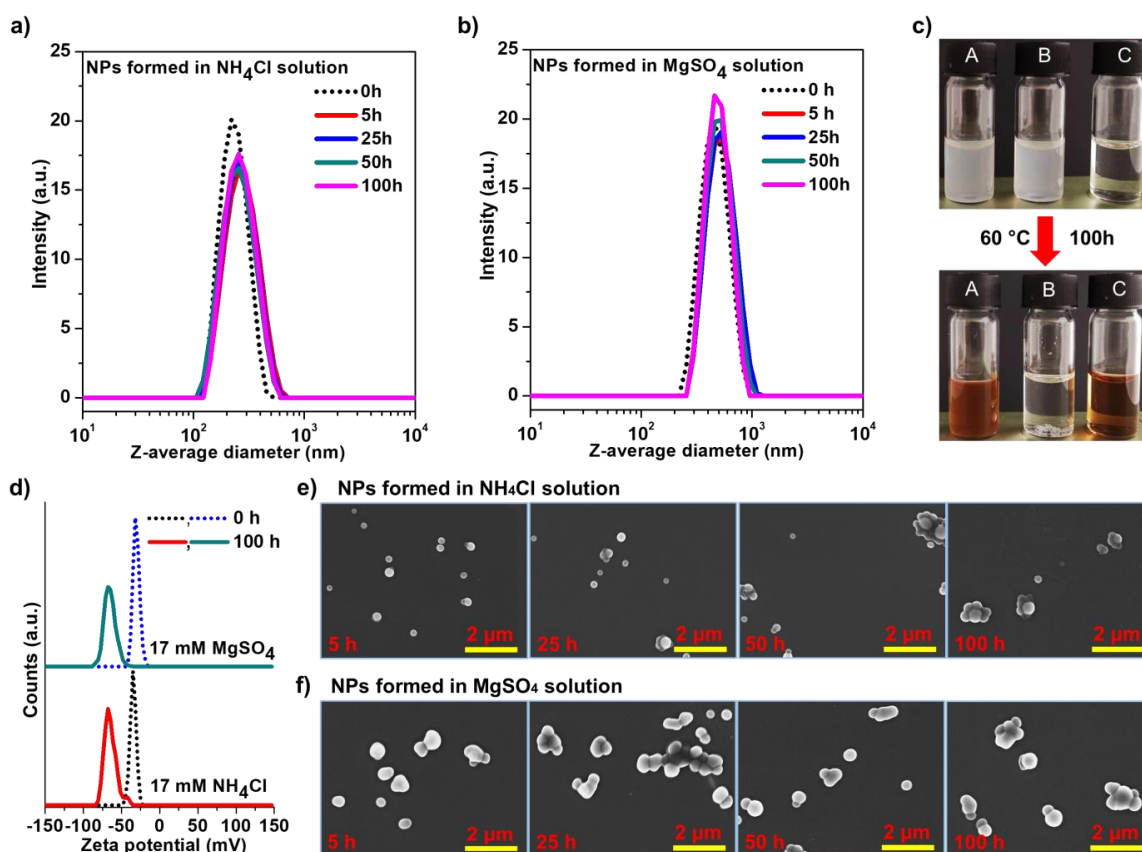 a)
NPs formed in NH4Cl solution
0h
5h
25h
50h
100h
25
20
15
10
5
0
Intensity (a.u.)
10^1 10^2 10^3 10^4
Z-average diameter (nm)
b)
NPs formed in MgSO4 solution
0 h
5 h
25h
50h
100h
25
20
15
10
5
0
Intensity (a.u.)
10^1 10^2 10^3 10^4
Z-average diameter (nm)
c)
A B C
60 °C 100h
A B C
d)
0 h
100 h
17 mM MgSO4
17 mM NH4Cl
Counts (a.u.)
-150 -100 -50 0 50 100 150
Zeta potential (mV)
e) NPs formed in NH4Cl solution
5 h 2 µm
25 h 2 µm
50 h 2 µm
100 h 2 µm
f) NPs formed in MgSO4 solution
5 h 2 µm
25 h 2 µm
50 h 2 µm
100 h 2 µm